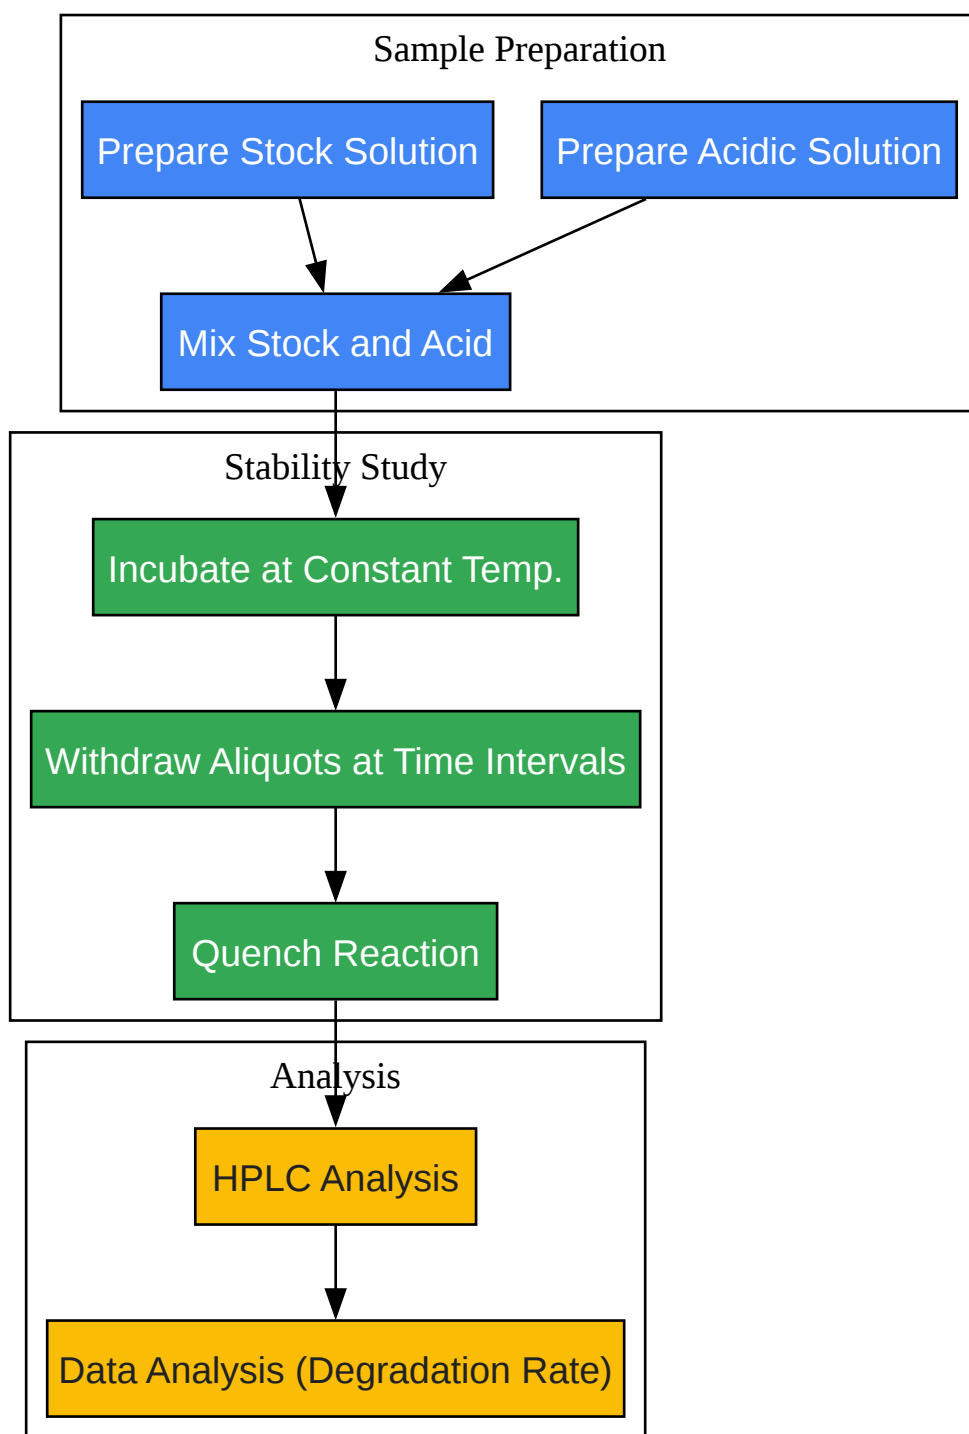 Sample Preparation
Prepare Stock Solution
Prepare Acidic Solution
Mix Stock and Acid
Stability Study
Incubate at Constant Temp.
Withdraw Aliquots at Time Intervals
Quench Reaction
Analysis
HPLC Analysis
Data Analysis (Degradation Rate)